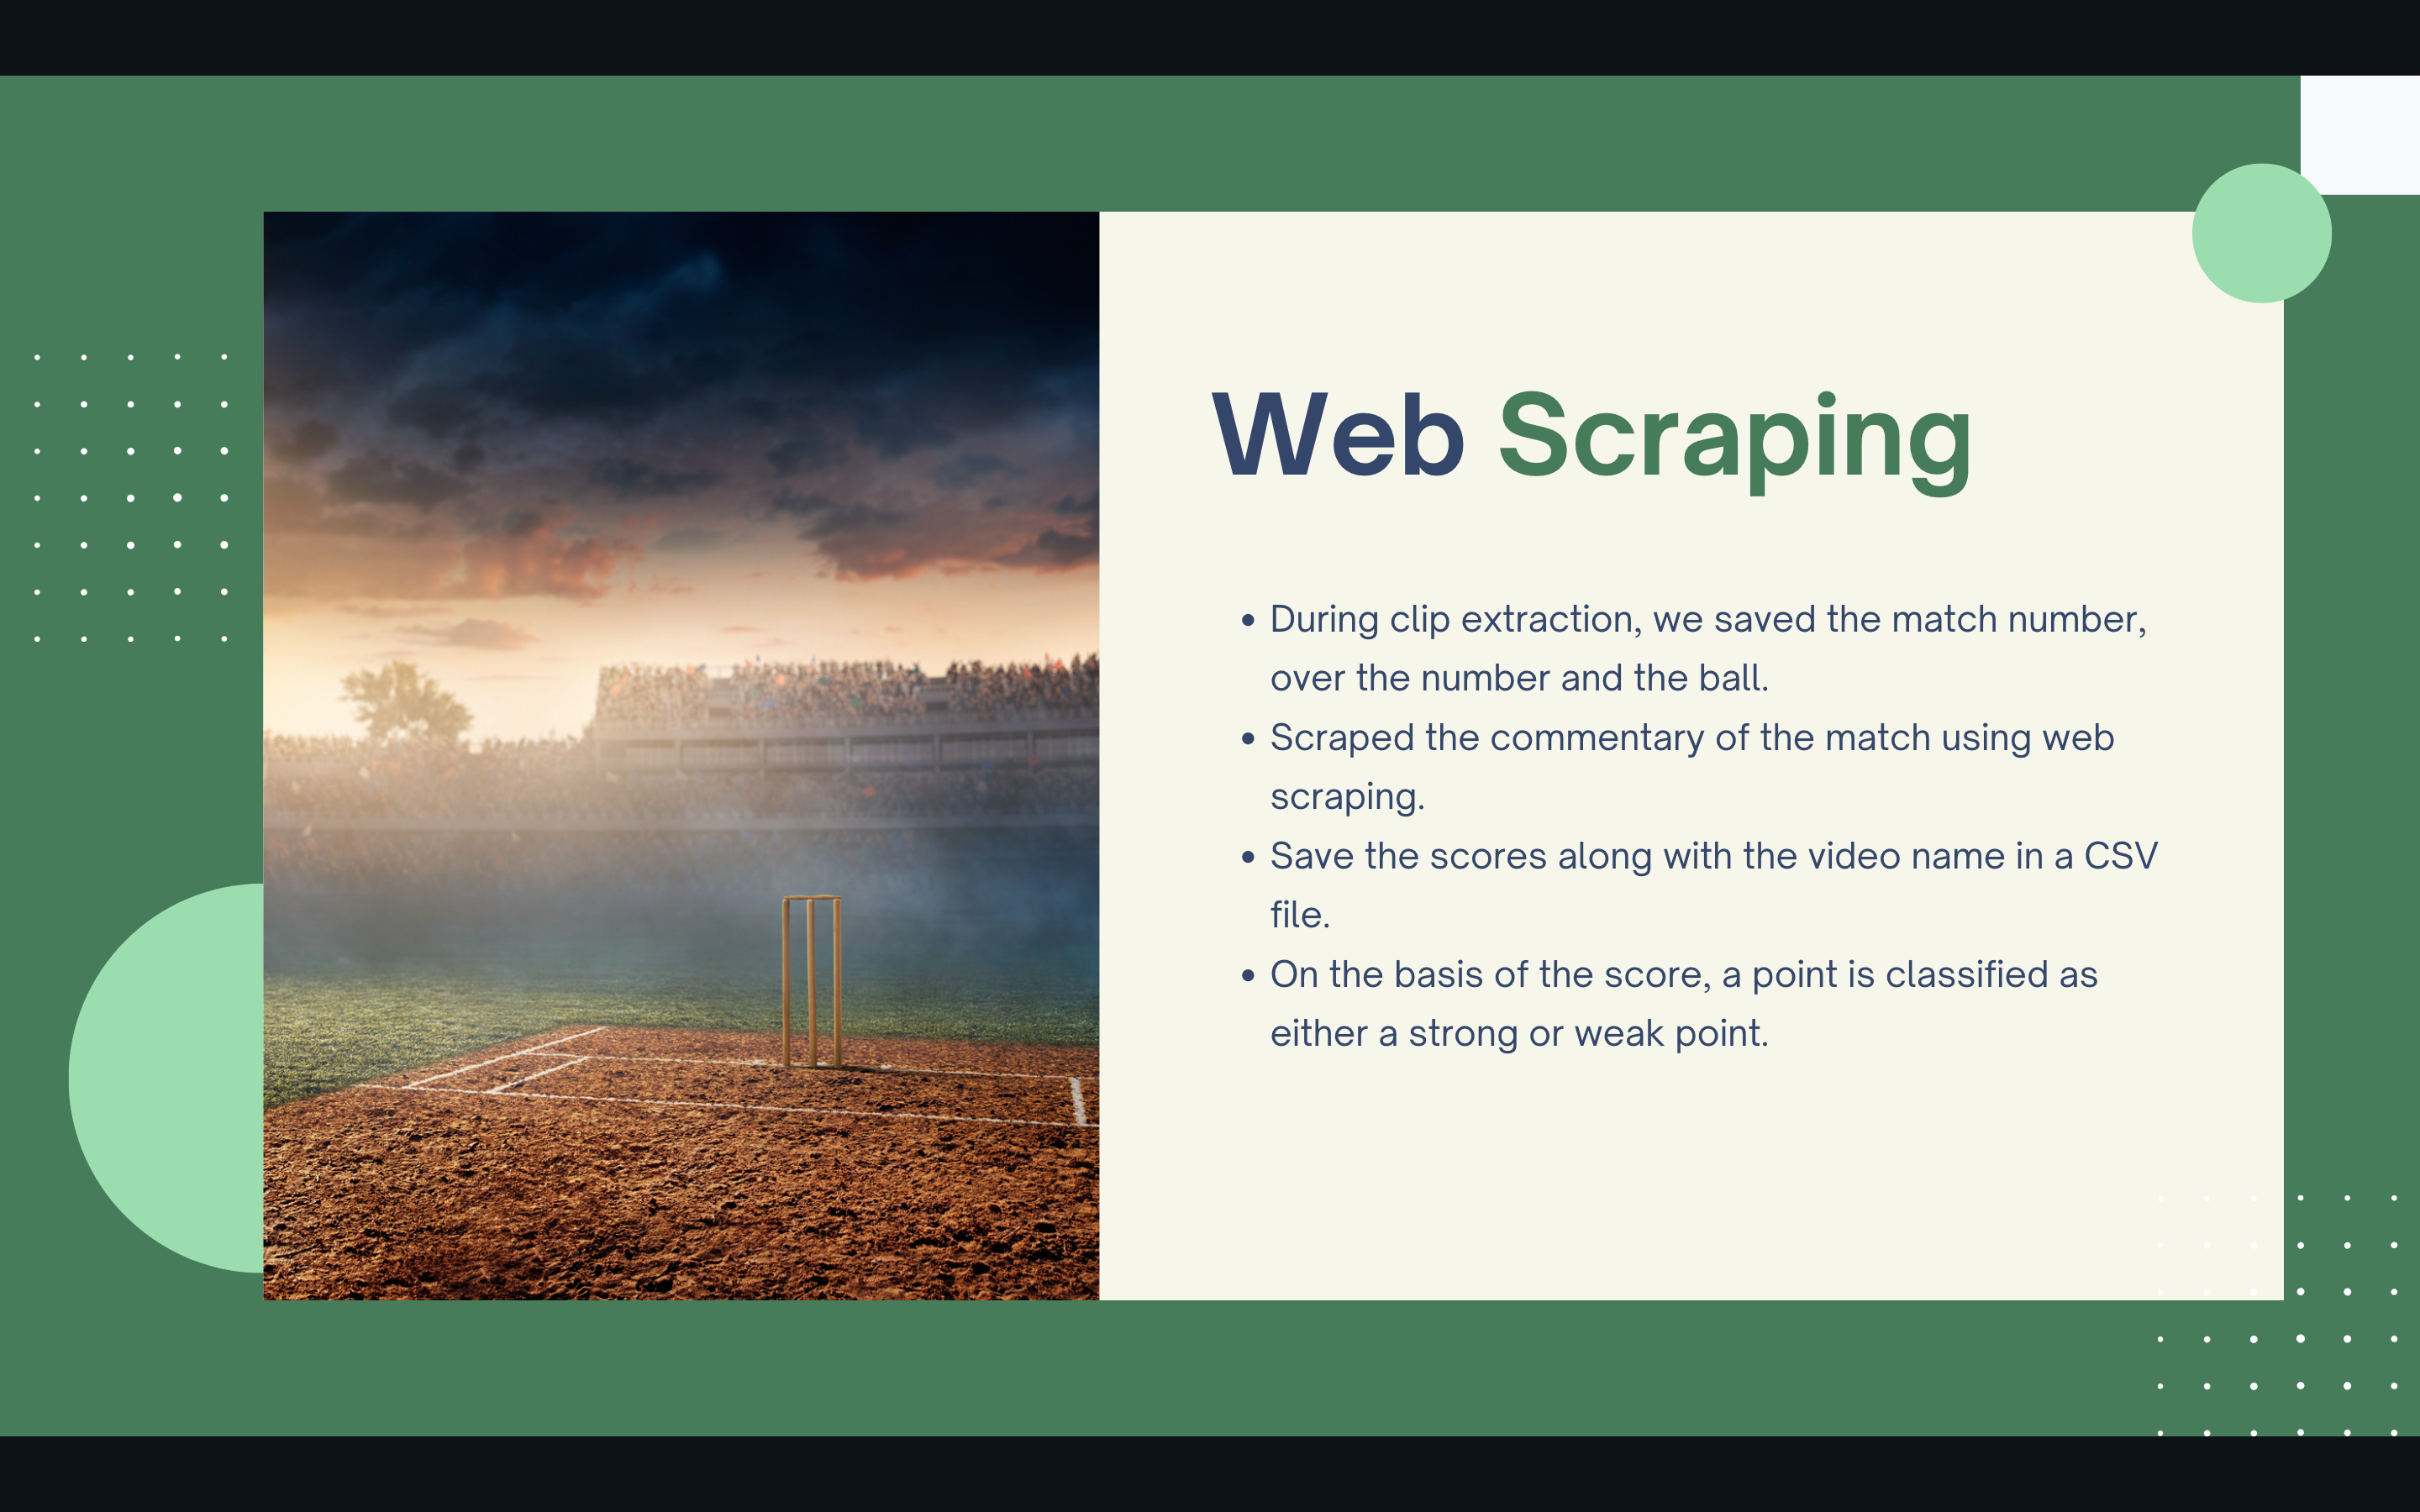 Web Scraping
• During clip extraction, we saved the match number,
over the number and the ball.
• Scraped the commentary of the match using web
scraping.
• Save the scores along with the video name in a CSV
file.
• On the basis of the score, a point is classified as
either a strong or weak point.